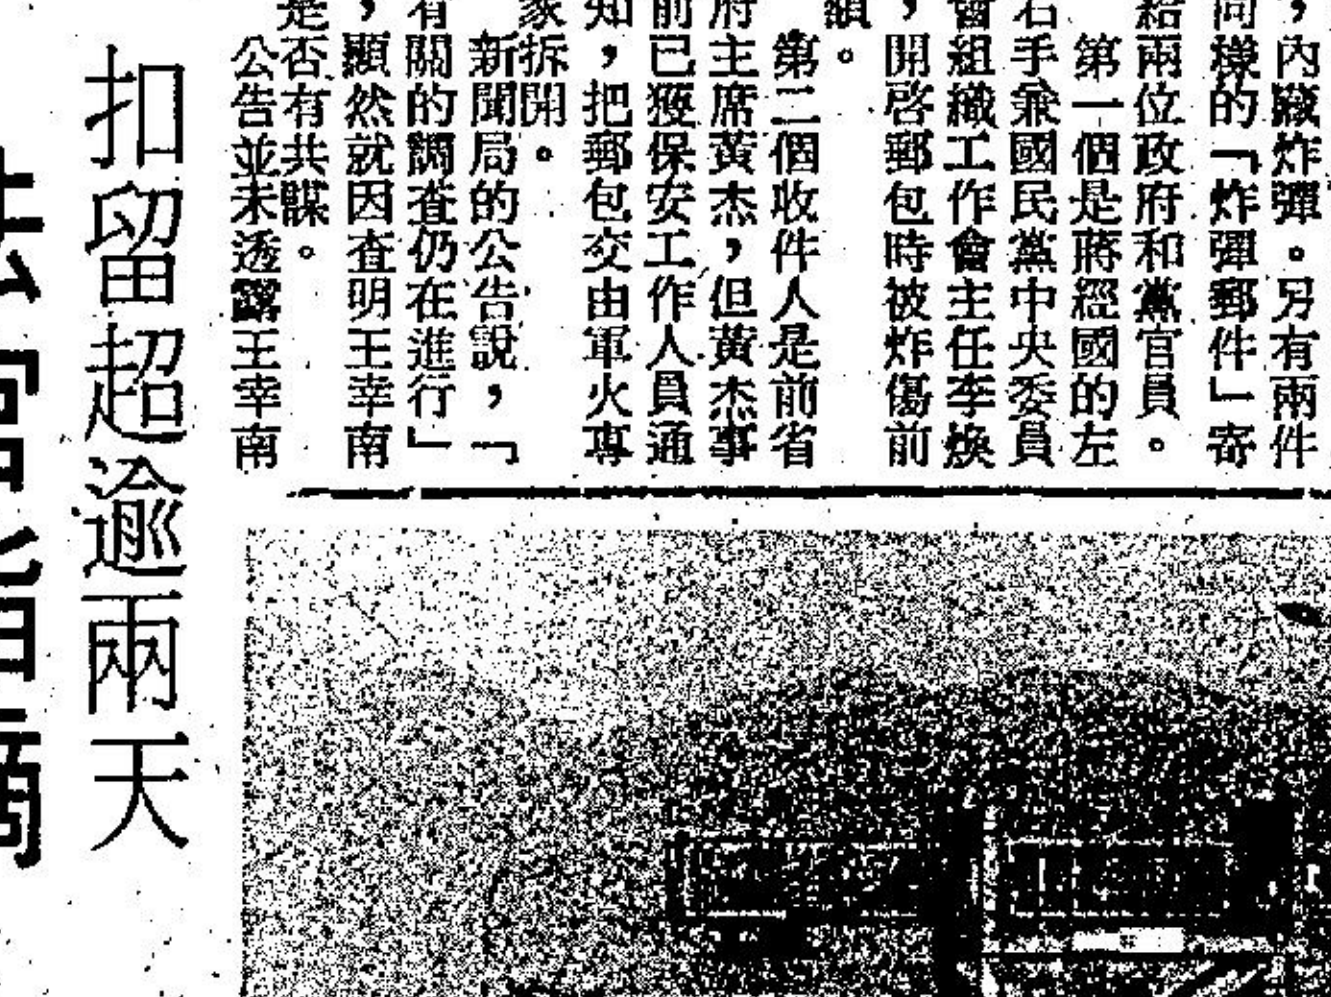 ，內藏炸彈。另有兩件
同樣的「炸彈郵件」寄
給兩位政府和黨官員。
第一個是蔣經國的左
右手兼國民黨中央委員
會組織工作會主任李煥
，開啓郵包時被炸傷前
額。
第二個收件人是前省
府主席黃杰，但黃杰事
前已獲保安工作人員通
知，把郵包交由軍火專
家拆開。
新聞局的公告說，「
有關的調查仍在進行」
，顯然就因查明王幸南
是否有共謀。
公告並未透露王幸南
扣留超逾兩天